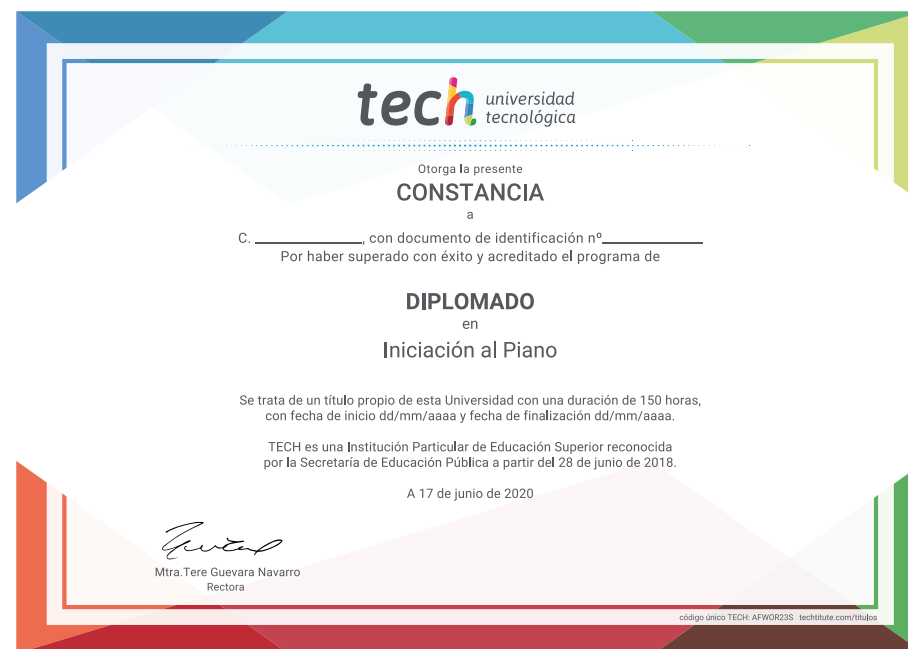 tech universidad
tecnológica
Otorga la presente
CONSTANCIA
a
C. ____________, con documento de identificación nº____________
Por haber superado con éxito y acreditado el programa de
DIPLOMADO
en
Iniciación al Piano
Se trata de un título propio de esta Universidad con una duración de 150 horas,
con fecha de inicio dd/mm/aaaa y fecha de finalización dd/mm/aaaa.
TECH es una Institución Particular de Educación Superior reconocida
por la Secretaría de Educación Pública a partir del 28 de junio de 2018.
A 17 de junio de 2020
Mtra.Tere Guevara Navarro
Rectora
código único TECH: AFWOR23S techtitute.com/titulos